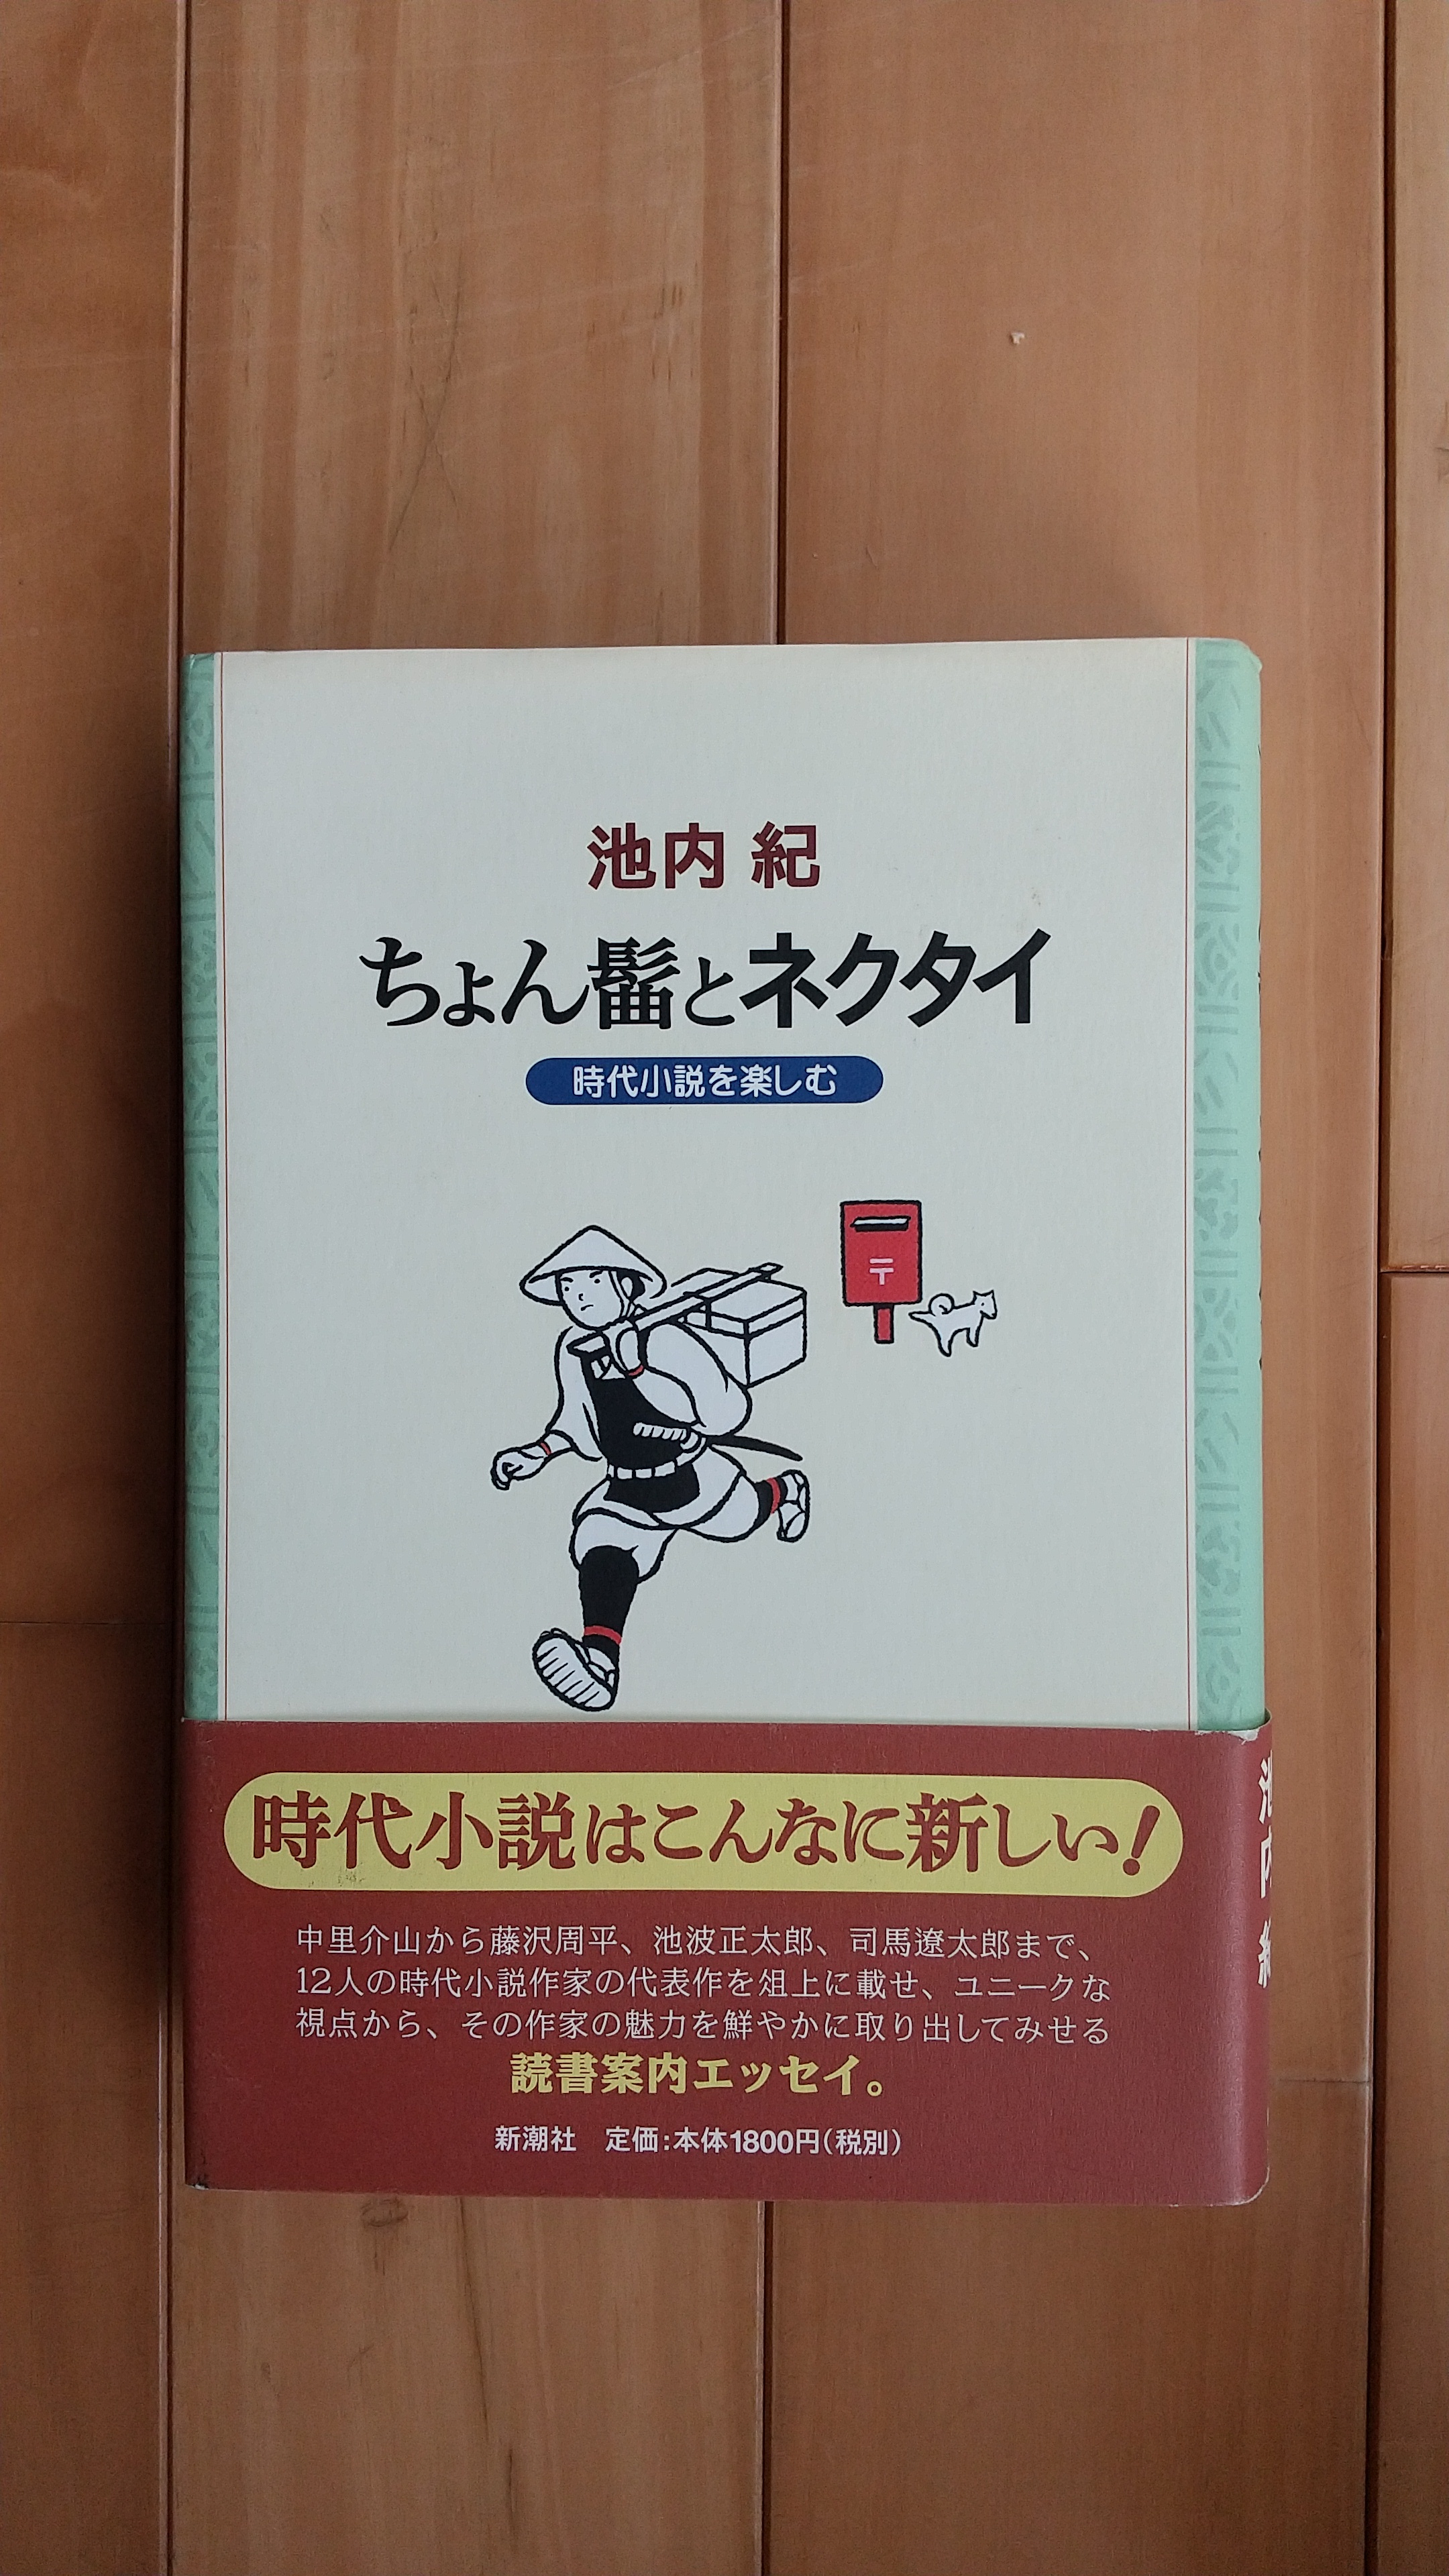 池内 紀
ちょん髷とネクタイ
時代小説を楽しむ
〒
時代小説はこんなに新しい!
中里介山から藤沢周平、池波正太郎、司馬遼太郎まで、
12人の時代小説作家の代表作を俎上に載せ、ユニークな
視点から、その作家の魅力を鮮やかに取り出してみせる
読書案内エッセイ。
新潮社 定価:本体1800円(税別)
池内 紀